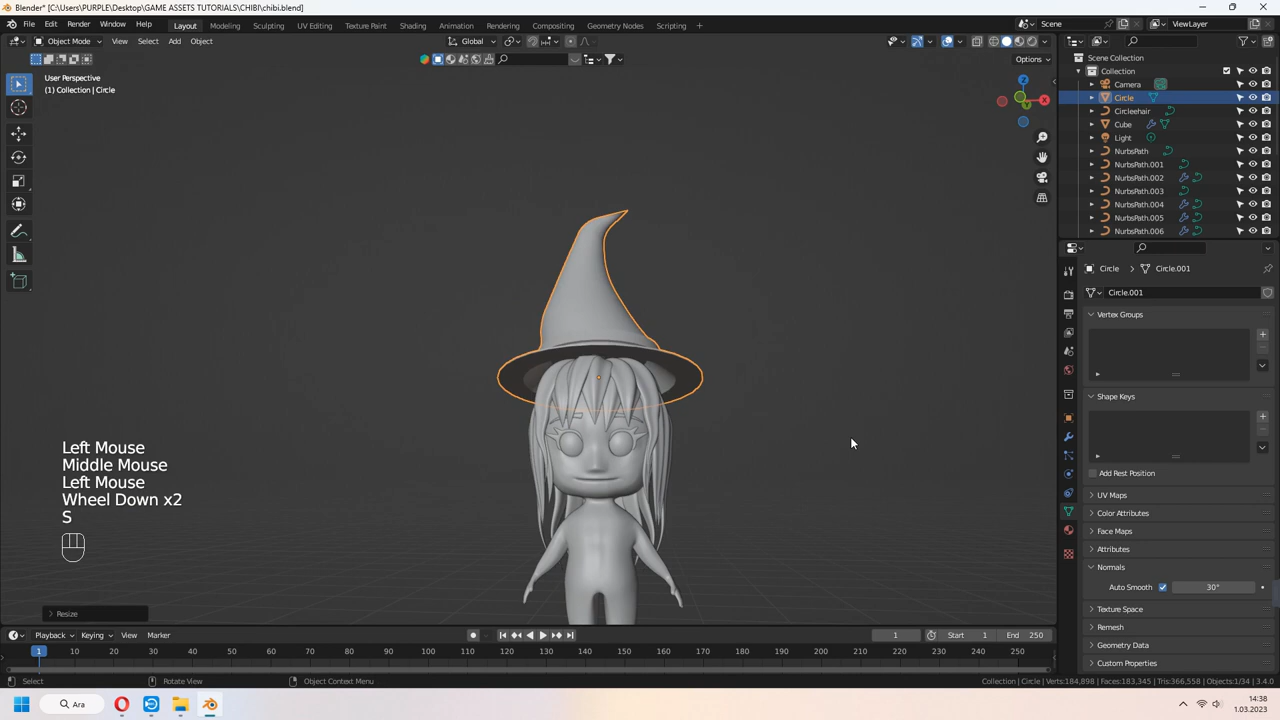 Blender* [C:\Users\PURPLE\Desktop\GAME ASSETS TUTORIALS\CHIBI\chibi.blend]
File Edit Render Window Help Layout Modeling Sculpting UV Editing Texture Paint Shading Animation Rendering Compositing Geometry Nodes Scripting + Scene ViewLayer
Object Mode View Select Add Object Global
Options
User Perspective
(1) Collection | Circle
Z
X
Y
Scene Collection
Collection
Camera
Circle
Circleehair
Cube
Light
NurbsPath
NurbsPath.001
NurbsPath.002
NurbsPath.003
NurbsPath.004
NurbsPath.005
NurbsPath.006
Circle > Circle.001
Circle.001
Vertex Groups
Shape Keys
Add Rest Position
UV Maps
Color Attributes
Face Maps
Attributes
Normals
Auto Smooth 30°
Texture Space
Remesh
Geometry Data
Custom Properties
Left Mouse
Middle Mouse
Left Mouse
Wheel Down x2
S
Resize
Playback Keying View Marker 1 Start 1 End 250
1 10 20 30 40 50 60 70 80 90 100 110 120 130 140 150 160 170 180 190 200 210 220 230 240 250
Select Rotate View Object Context Menu Collection | Circle | Verts:184,898 | Faces:183,345 | Tris:366,558 | Objects:1/34 | 3.4.0
Ara
14:38
1.03.2023